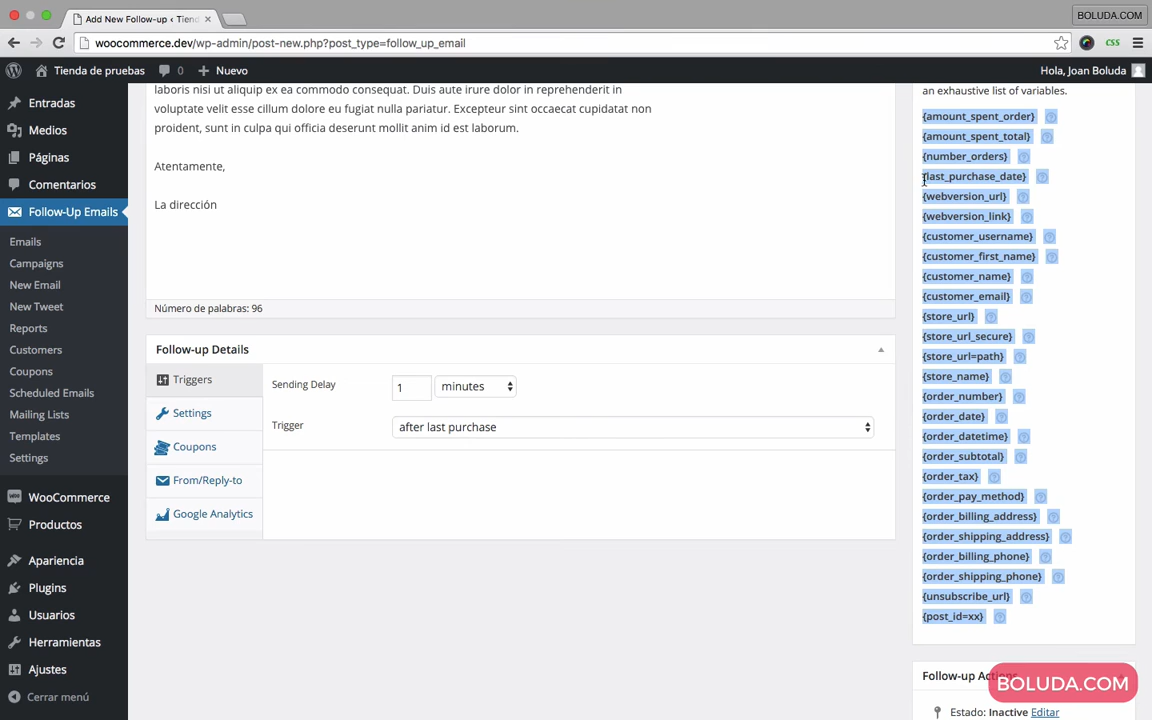 Add New Follow-up ‹ Tiend
BOLUDA.COM
woocommerce.dev/wp-admin/post-new.php?post_type=follow_up_email
CSS
Tienda de pruebas
0
Nuevo
Hola, Joan Boluda
Entradas
Medios
Páginas
Comentarios
Follow-Up Emails
Emails
Campaigns
New Email
New Tweet
Reports
Customers
Coupons
Scheduled Emails
Mailing Lists
Templates
Settings
WooCommerce
Productos
Apariencia
Plugins
Usuarios
Herramientas
Ajustes
Cerrar menú
laboris nisi ut aliquip ex ea commodo consequat. Duis aute irure dolor in reprehenderit in
voluptate velit esse cillum dolore eu fugiat nulla pariatur. Excepteur sint occaecat cupidatat non
proident, sunt in culpa qui officia deserunt mollit anim id est laborum.
Atentamente,
La dirección
Número de palabras: 96
Follow-up Details
Triggers
Settings
Coupons
From/Reply-to
Google Analytics
Sending Delay
1
minutes
Trigger
after last purchase
an exhaustive list of variables.
{amount_spent_order}
{amount_spent_total}
{number_orders}
{last_purchase_date}
{webversion_url}
{webversion_link}
{customer_username}
{customer_first_name}
{customer_name}
{customer_email}
{store_url}
{store_url_secure}
{store_url=path}
{store_name}
{order_number}
{order_date}
{order_datetime}
{order_subtotal}
{order_tax}
{order_pay_method}
{order_billing_address}
{order_shipping_address}
{order_billing_phone}
{order_shipping_phone}
{unsubscribe_url}
{post_id=xx}
Follow-up
BOLUDA.COM
Estado: Inactive Editar